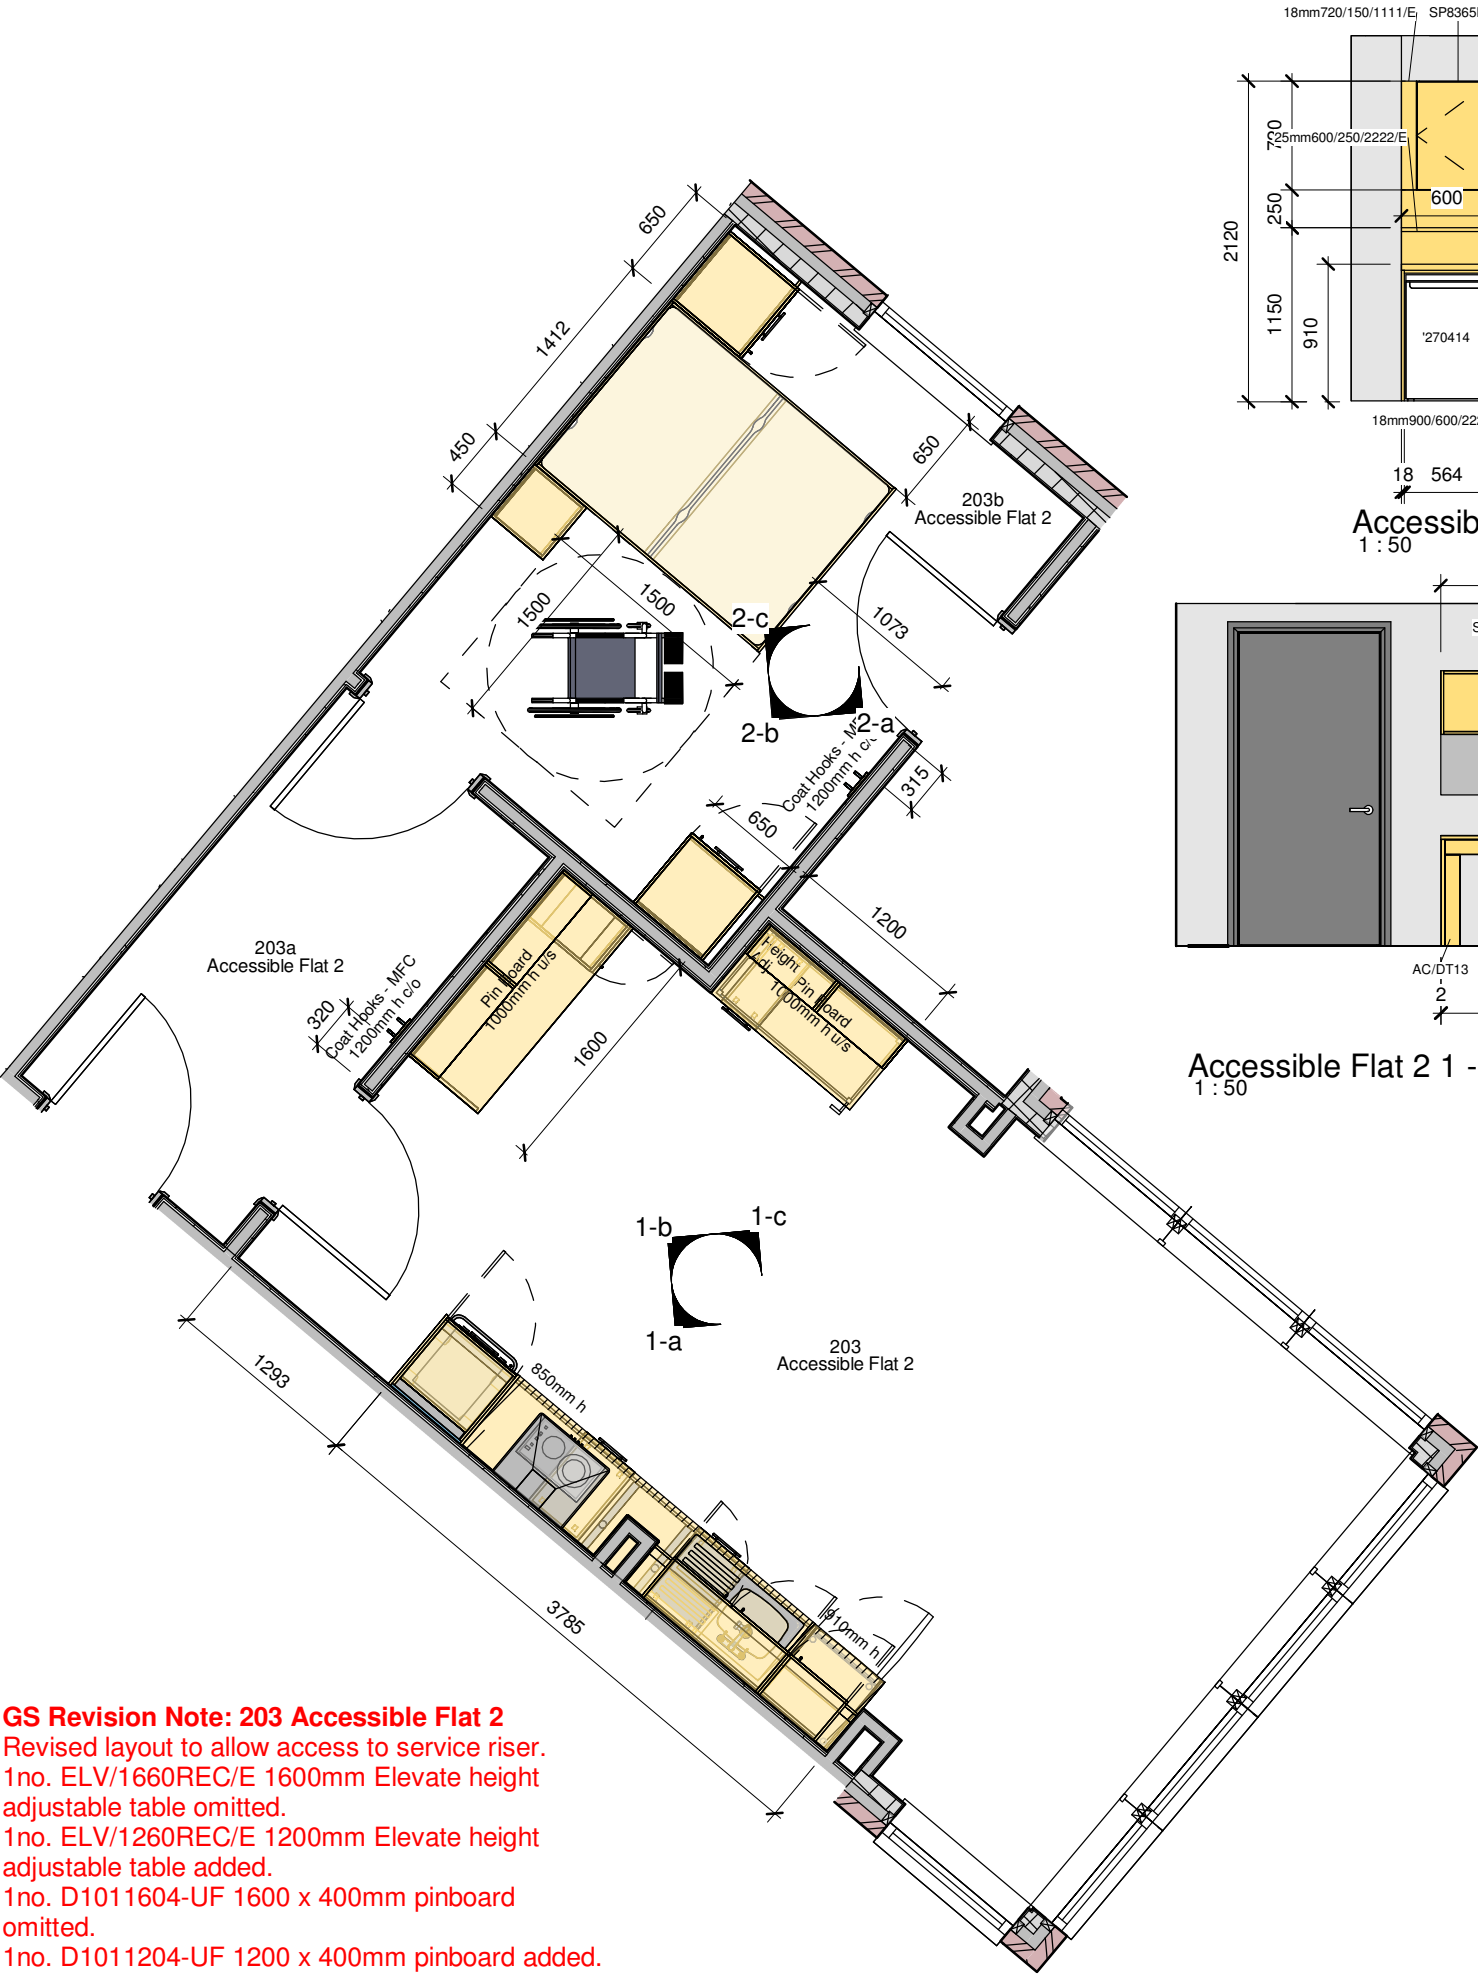 18mm720/150/1111/E
SP8365
720
25mm600/250/2222/E
250
600
2120
1150
910
'270414
18mm900/600/22
18
564
Accessib
1 : 50
650
1412
450
650
203b
Accessible Flat 2
1500
1500
1073
2-c
2-b
2-a
Coat Hooks - MFC
1200mm h c/o
315
650
1200
203a
Accessible Flat 2
320
Coat Hooks - MFC
1200mm h c/o
Pin Board
1000mm h u/s
Height
Adj.
Pin Board
1000mm h u/s
1600
AC/DT13
2
Accessible Flat 2 1 -
1 : 50
1-b
1-c
1-a
203
Accessible Flat 2
1293
850mm h
3785
910mm h
GS Revision Note: 203 Accessible Flat 2
Revised layout to allow access to service riser.
1no. ELV/1660REC/E 1600mm Elevate height
adjustable table omitted.
1no. ELV/1260REC/E 1200mm Elevate height
adjustable table added.
1no. D1011604-UF 1600 x 400mm pinboard
omitted.
1no. D1011204-UF 1200 x 400mm pinboard added.